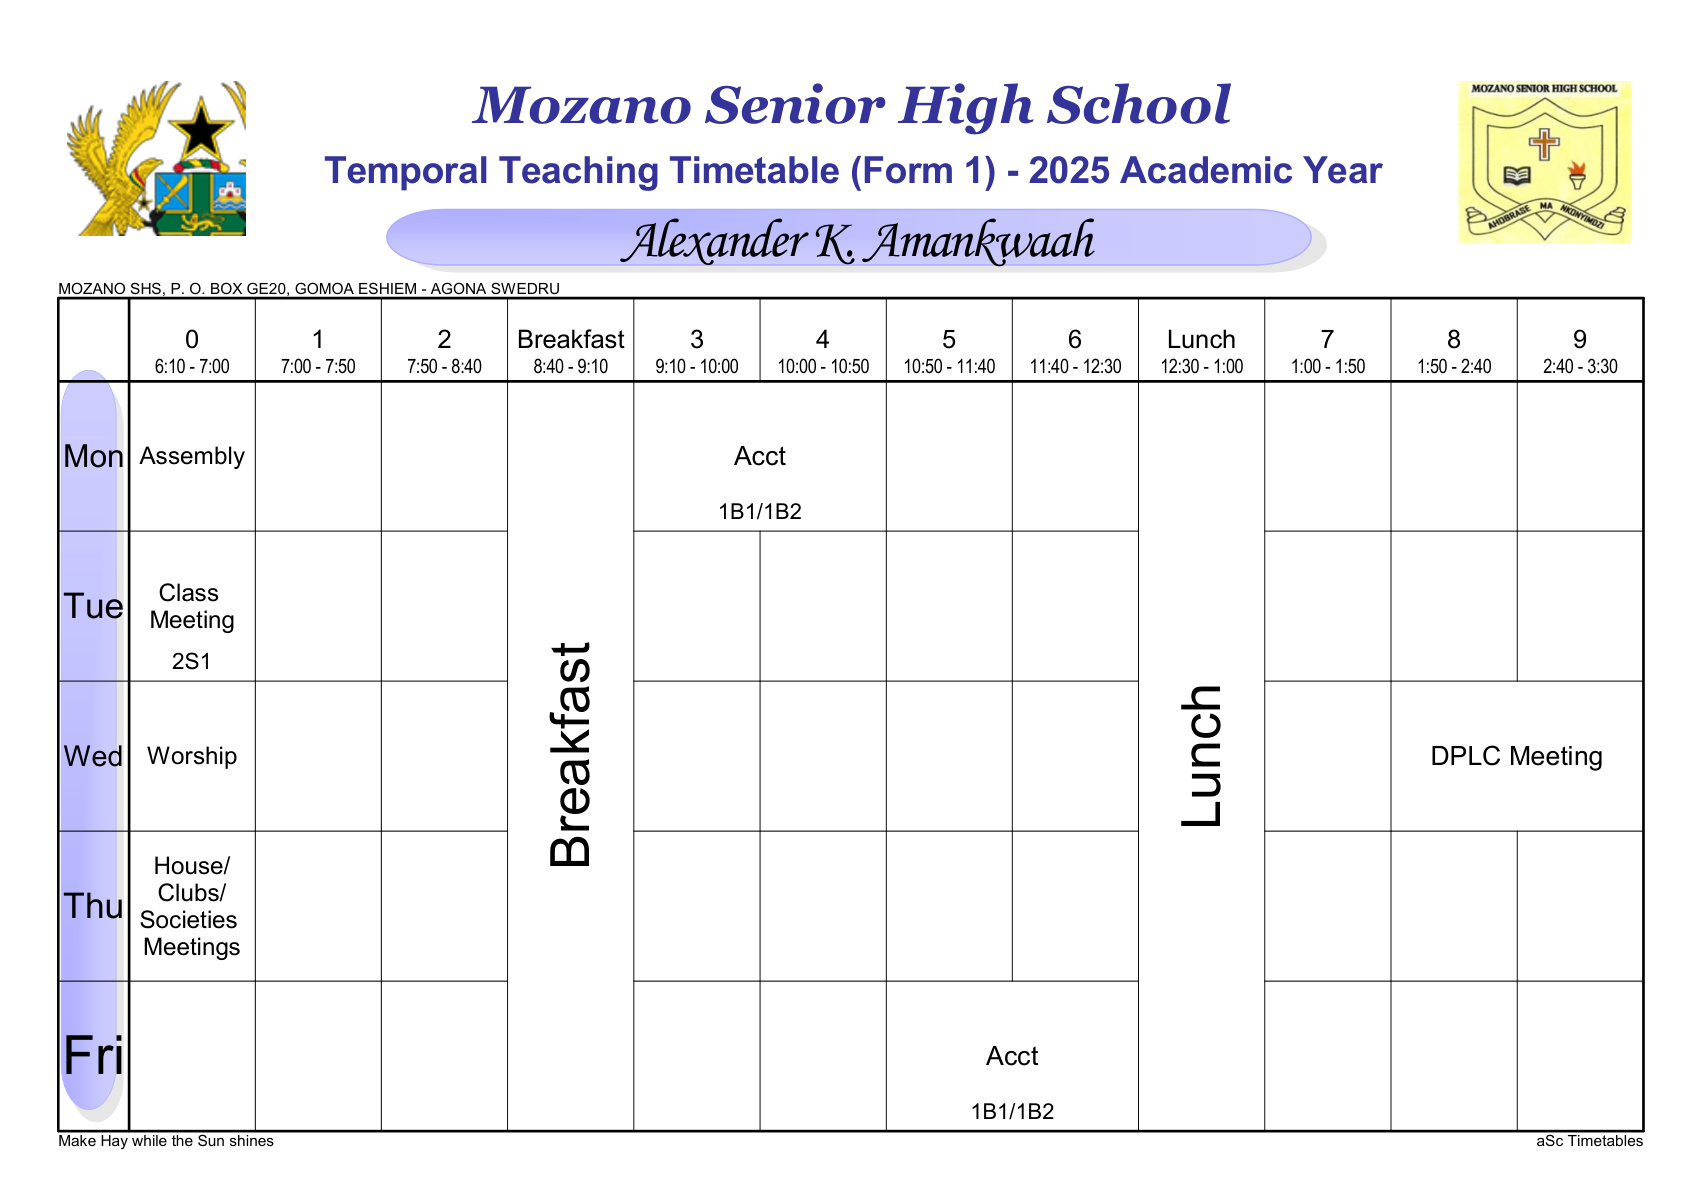 MOZANO SENIOR HIGH SCHOOL
AHOBRASE MA NKUNYIMDZI
Mozano Senior High School
Temporal Teaching Timetable (Form 1) - 2025 Academic Year
Alexander K. Amankwaah
MOZANO SHS, P. O. BOX GE20, GOMOA ESHIEM - AGONA SWEDRU
0 1 2 Breakfast 3 4 5 6 Lunch 7 8 9
6:10 - 7:00 7:00 - 7:50 7:50 - 8:40 8:40 - 9:10 9:10 - 10:00 10:00 - 10:50 10:50 - 11:40 11:40 - 12:30 12:30 - 1:00 1:00 - 1:50 1:50 - 2:40 2:40 - 3:30
Mon Assembly Acct
1B1/1B2
Tue
Class
Meeting
2S1
Breakfast
Lunch
Wed Worship DPLC Meeting
Thu
House/
Clubs/
Societies
Meetings
Fri Acct
1B1/1B2
Make Hay while the Sun shines aSc Timetables